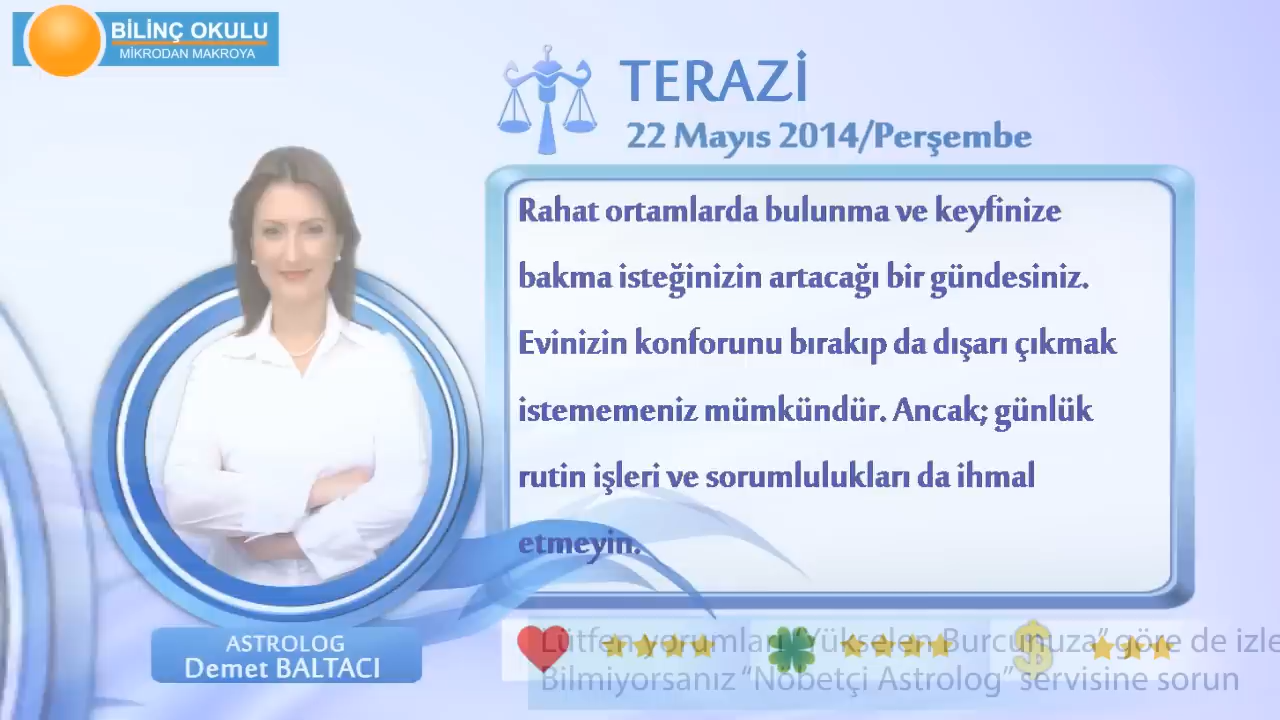 BİLİNÇ OKULU
MİKRODAN MAKROYA
TERAZİ
22 Mayıs 2014/Perşembe
Rahat ortamlarda bulunma ve keyfinize
bakma isteğinizin artacağı bir gündesiniz.
Evinizin konforunu bırakıp da dışarı çıkmak
istememeniz mümkündür. Ancak; günlük
rutin işleri ve sorumlulukları da ihmal
etmeyin.
ASTROLOG
Demet BALTACI
Lütfen yorumları "Yükselen Burcunuza" göre de izle
Bilmiyorsanız "Nöbetçi Astrolog" servisine sorun